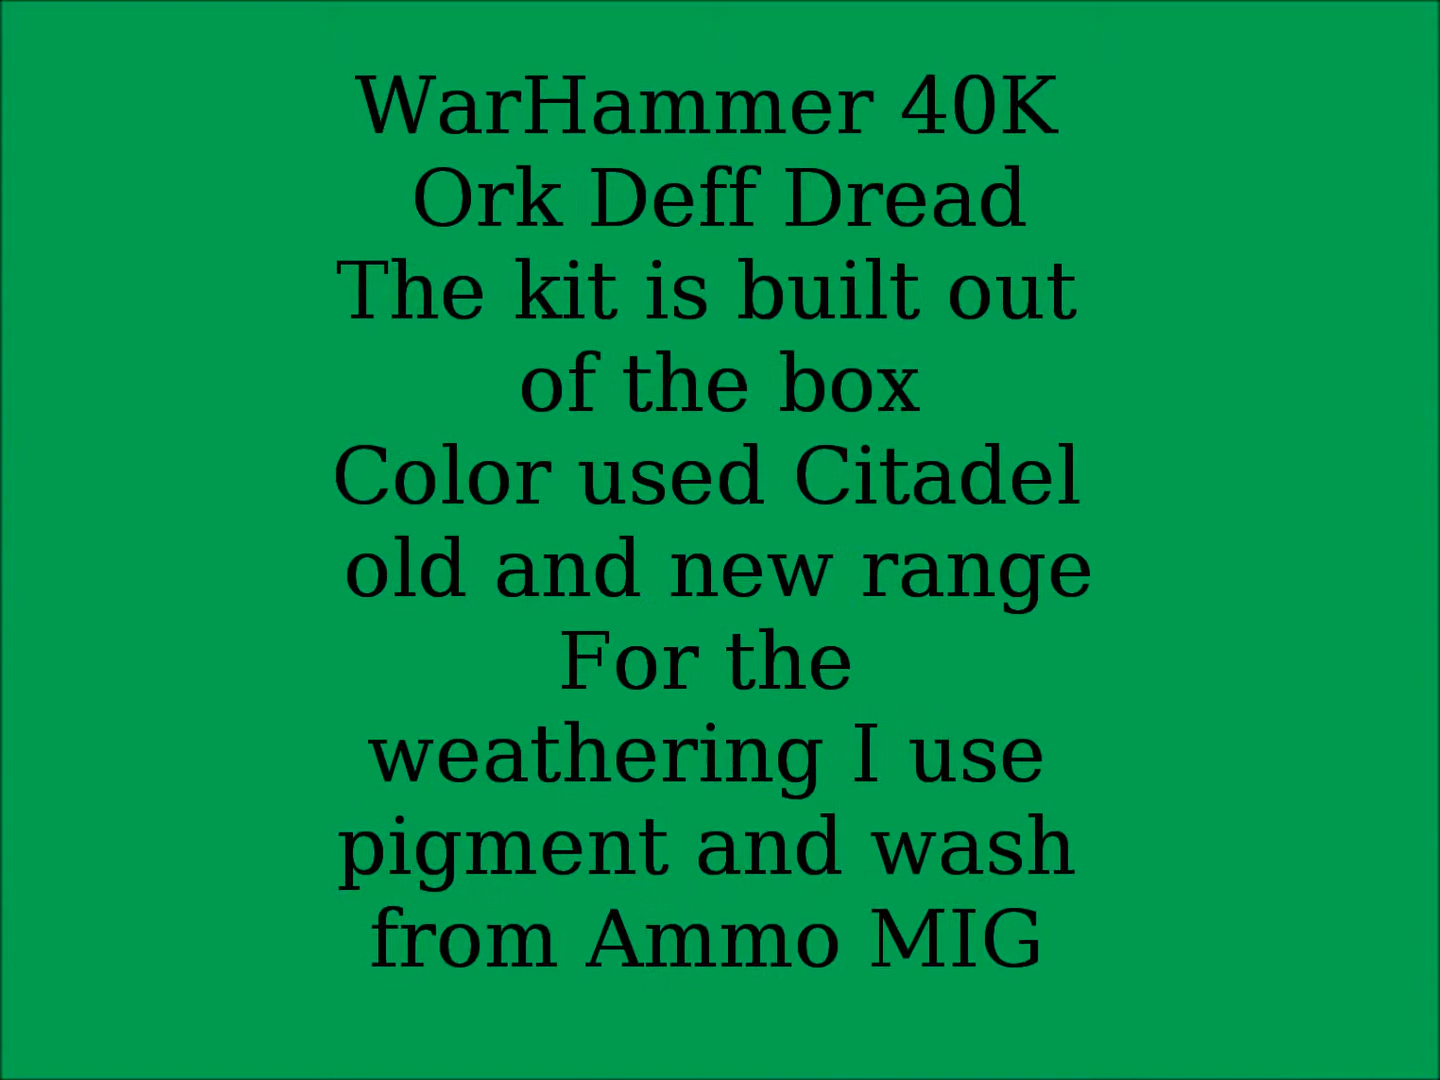 WarHammer 40K
Ork Deff Dread
The kit is built out
of the box
Color used Citadel
old and new range
For the
weathering I use
pigment and wash
from Ammo MIG